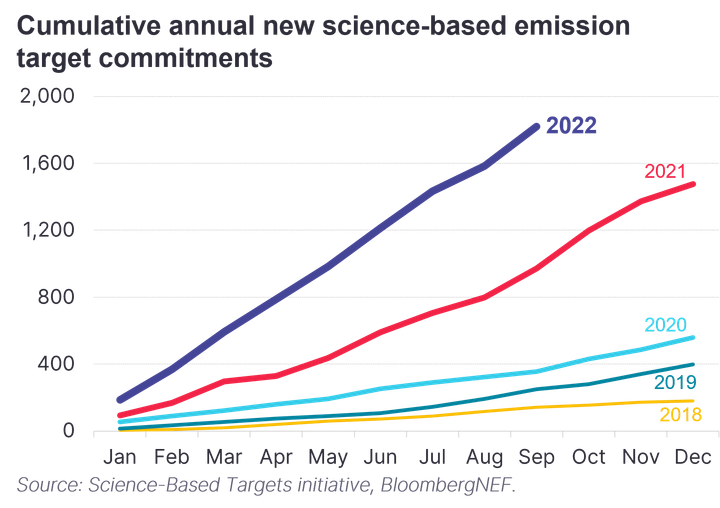 Cumulative annual new science-based emission
target commitments
2,000
2022
1,600
2021
1,200
800
2020
400
2019
2018
0
Jan Feb Mar Apr May Jun Jul Aug Sep Oct Nov Dec
Source: Science-Based Targets initiative, BloombergNEF.